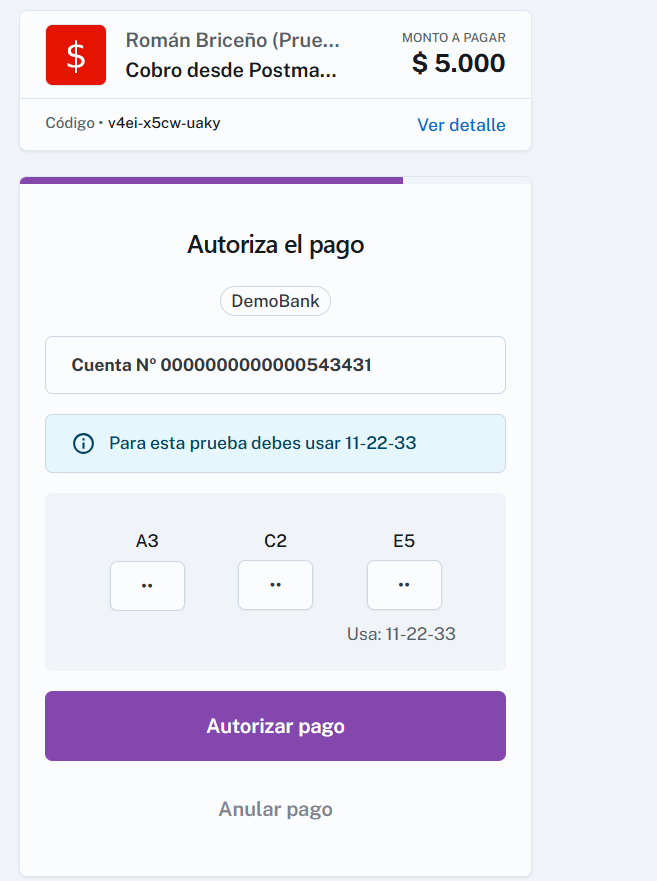 $
Román Briceño (Prue...
Cobro desde Postma...
MONTO A PAGAR
$ 5.000
Código • v4ei-x5cw-uaky
Ver detalle
Autoriza el pago
DemoBank
Cuenta Nº 0000000000000543431
Para esta prueba debes usar 11-22-33
A3 C2 E5
•• •• ••
Usa: 11-22-33
Autorizar pago
Anular pago